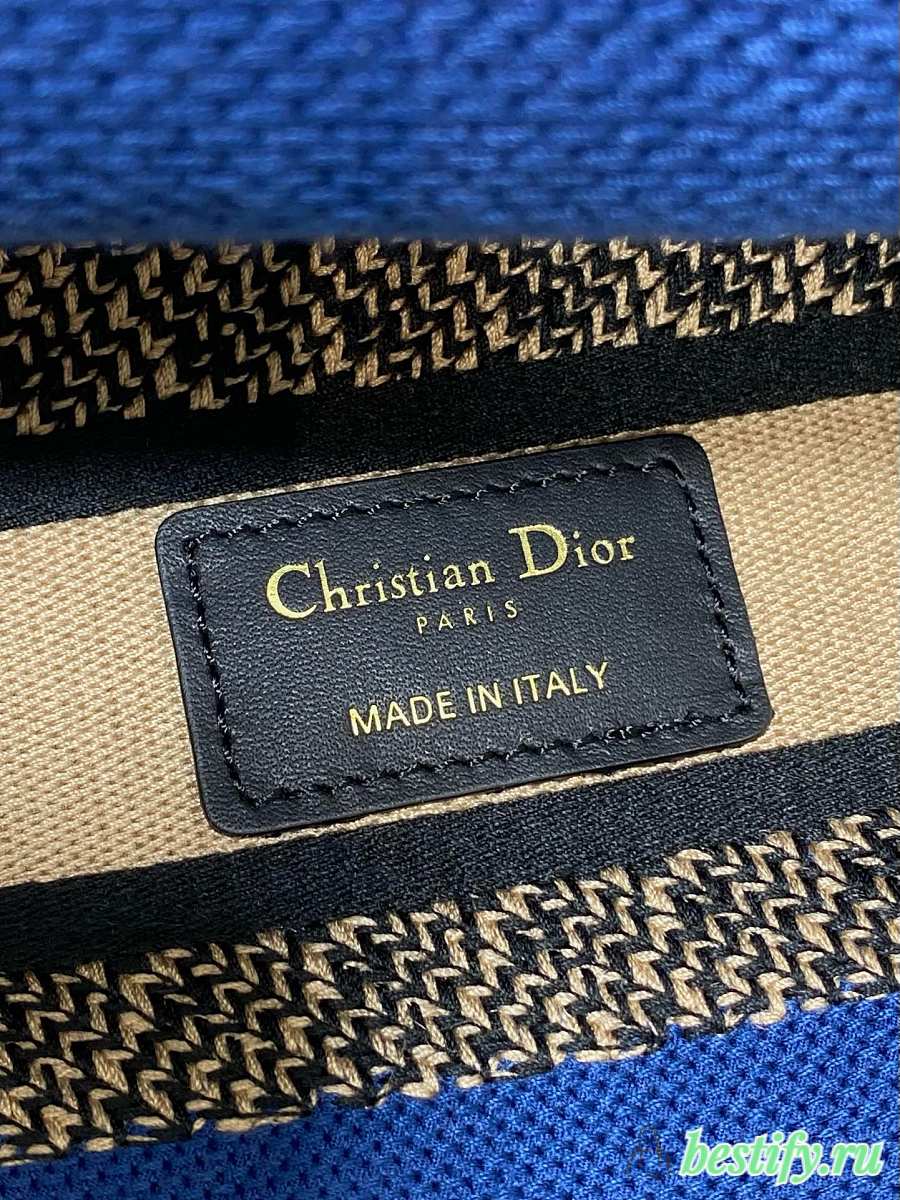 Christian Dior
PARIS
MADE IN ITALY
bestify.ru